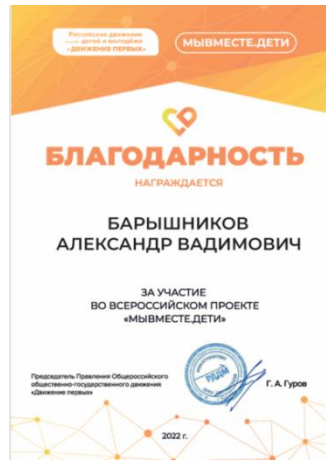 Российское движение
детей и молодёжи
«ДВИЖЕНИЕ ПЕРВЫХ»
МЫВМЕСТЕ.ДЕТИ
БЛАГОДАРНОСТЬ
НАГРАЖДАЕТСЯ
БАРЫШНИКОВ
АЛЕКСАНДР ВАДИМОВИЧ
ЗА УЧАСТИЕ
ВО ВСЕРОССИЙСКОМ ПРОЕКТЕ
«МЫВМЕСТЕ.ДЕТИ»
Председатель Правления Общероссийского
общественно-государственного движения
«Движение первых»
РДДМ
Г. А. Гуров
2022 г.